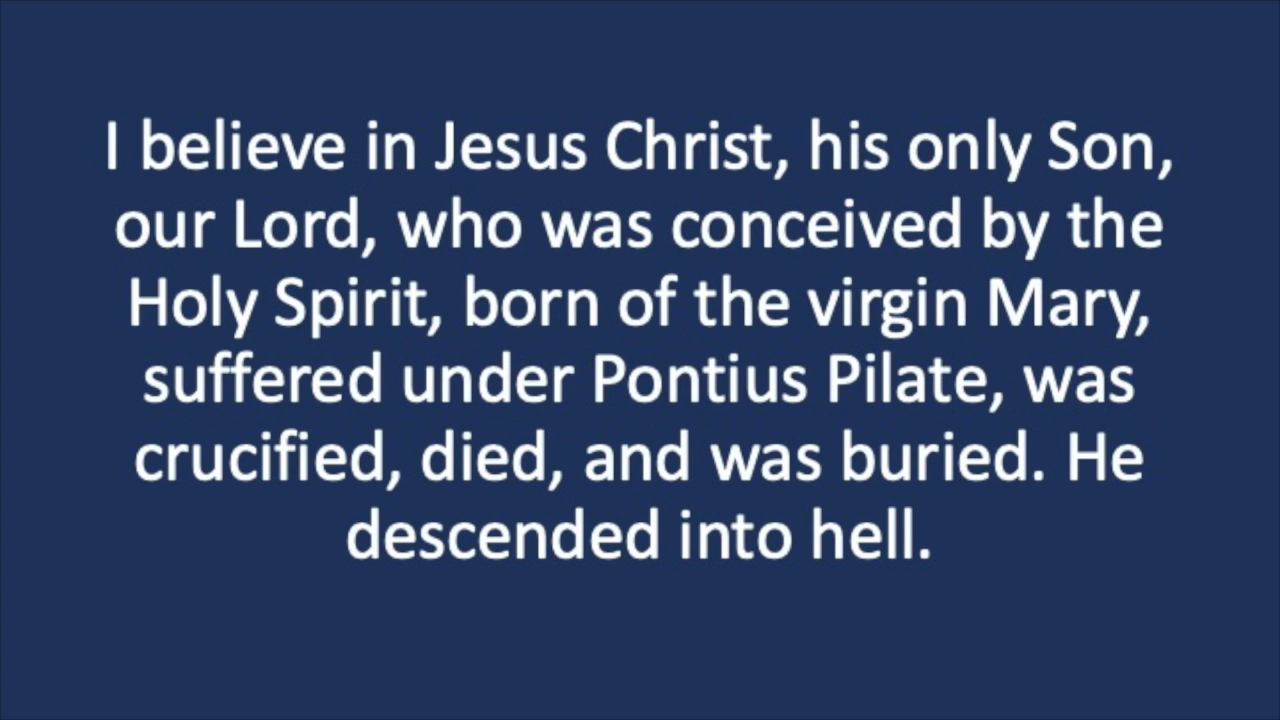 I believe in Jesus Christ, his only Son,
our Lord, who was conceived by the
Holy Spirit, born of the virgin Mary,
suffered under Pontius Pilate, was
crucified, died, and was buried. He
descended into hell.